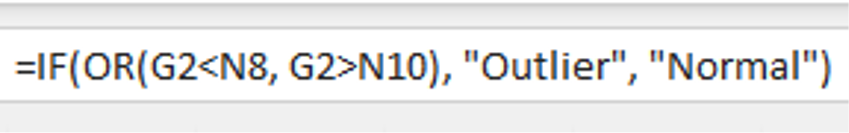 =IF(OR(G2<N8, G2>N10), "Outlier", "Normal")